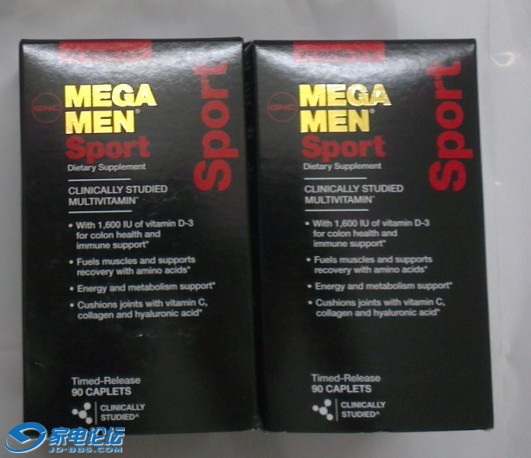 GNC
MEGA
MEN®
Sport
Dietary Supplement
Sport
CLINICALLY STUDIED
MULTIVITAMIN^
• With 1,600 IU of vitamin D-3
for colon health and
immune support*
• Fuels muscles and supports
recovery with amino acids*
• Energy and metabolism support*
• Cushions joints with vitamin C,
collagen and hyaluronic acid*
Timed-Release
90 CAPLETS
CLINICALLY
STUDIED^
GNC
MEGA
MEN®
Sport
Dietary Supplement
Sport
CLINICALLY STUDIED
MULTIVITAMIN^
• With 1,600 IU of vitamin D-3
for colon health and
immune support*
• Fuels muscles and supports
recovery with amino acids*
• Energy and metabolism support*
• Cushions joints with vitamin C,
collagen and hyaluronic acid*
Timed-Release
90 CAPLETS
CLINICALLY
STUDIED^
家电论坛
JD-BBS.COM